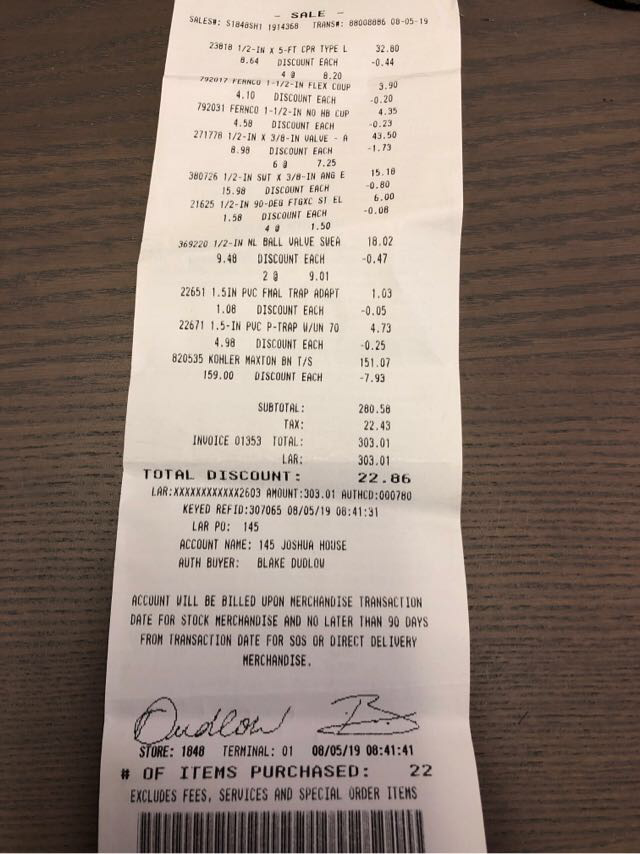 - SALE -
SALES#: S1848SH1 1914368 TRANS#: 88008886 08-05-19
23818 1/2-IN X 5-FT CPR TYPE L 32.80
8.64 DISCOUNT EACH -0.44
4 @ 8.20
792017 FERNCO 1-1/2-IN FLEX COUP 3.90
4.10 DISCOUNT EACH -0.20
792031 FERNCO 1-1/2-IN NO HB CUP 4.35
4.58 DISCOUNT EACH -0.23
271778 1/2-IN X 3/8-IN VALVE - A 43.50
8.98 DISCOUNT EACH -1.73
6 @ 7.25
380726 1/2-IN SWT X 3/8-IN ANG E 15.18
15.98 DISCOUNT EACH -0.80
21625 1/2-IN 90-DEG FTGXC ST EL 6.00
1.58 DISCOUNT EACH -0.08
4 @ 1.50
369220 1/2-IN ML BALL VALVE SWEA 18.02
9.48 DISCOUNT EACH -0.47
2 @ 9.01
22651 1.5IN PVC FMAL TRAP ADAPT 1.03
1.08 DISCOUNT EACH -0.05
22671 1.5-IN PVC P-TRAP W/UN 70 4.73
4.98 DISCOUNT EACH -0.25
820535 KOHLER MAXTON BN T/S 151.07
159.00 DISCOUNT EACH -7.93
SUBTOTAL: 280.58
TAX: 22.43
INVOICE 01353 TOTAL: 303.01
LAR: 303.01
TOTAL DISCOUNT: 22.86
LAR:XXXXXXXXXXXX2603 AMOUNT:303.01 AUTHCD:000780
KEYED REFID:307065 08/05/19 08:41:31
LAR PO: 145
ACCOUNT NAME: 145 JOSHUA HOUSE
AUTH BUYER: BLAKE DUDLOW
ACCOUNT WILL BE BILLED UPON MERCHANDISE TRANSACTION
DATE FOR STOCK MERCHANDISE AND NO LATER THAN 90 DAYS
FROM TRANSACTION DATE FOR SOS OR DIRECT DELIVERY
MERCHANDISE.
Dudlow
STORE: 1848 TERMINAL: 01 08/05/19 08:41:41
# OF ITEMS PURCHASED: 22
EXCLUDES FEES, SERVICES AND SPECIAL ORDER ITEMS